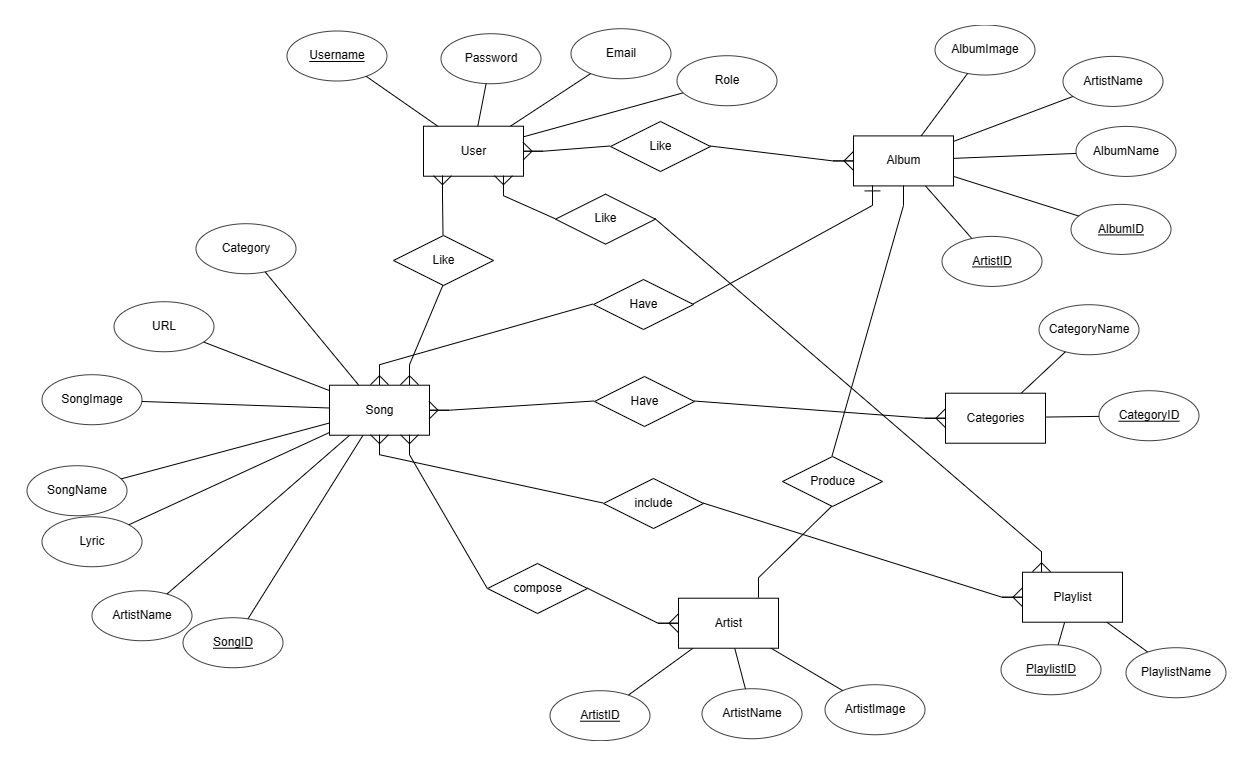 AlbumImage
Email
Username
Password
Role
ArtistName
Like
User
AlbumName
Album
Like
AlbumID
Category
Like
ArtistID
Have
URL
CategoryName
SongImage
Have
Song
CategoryID
Categories
Produce
SongName
include
Lyric
compose
Playlist
ArtistName
Artist
SongID
PlaylistID
PlaylistName
ArtistImage
ArtistID
ArtistName